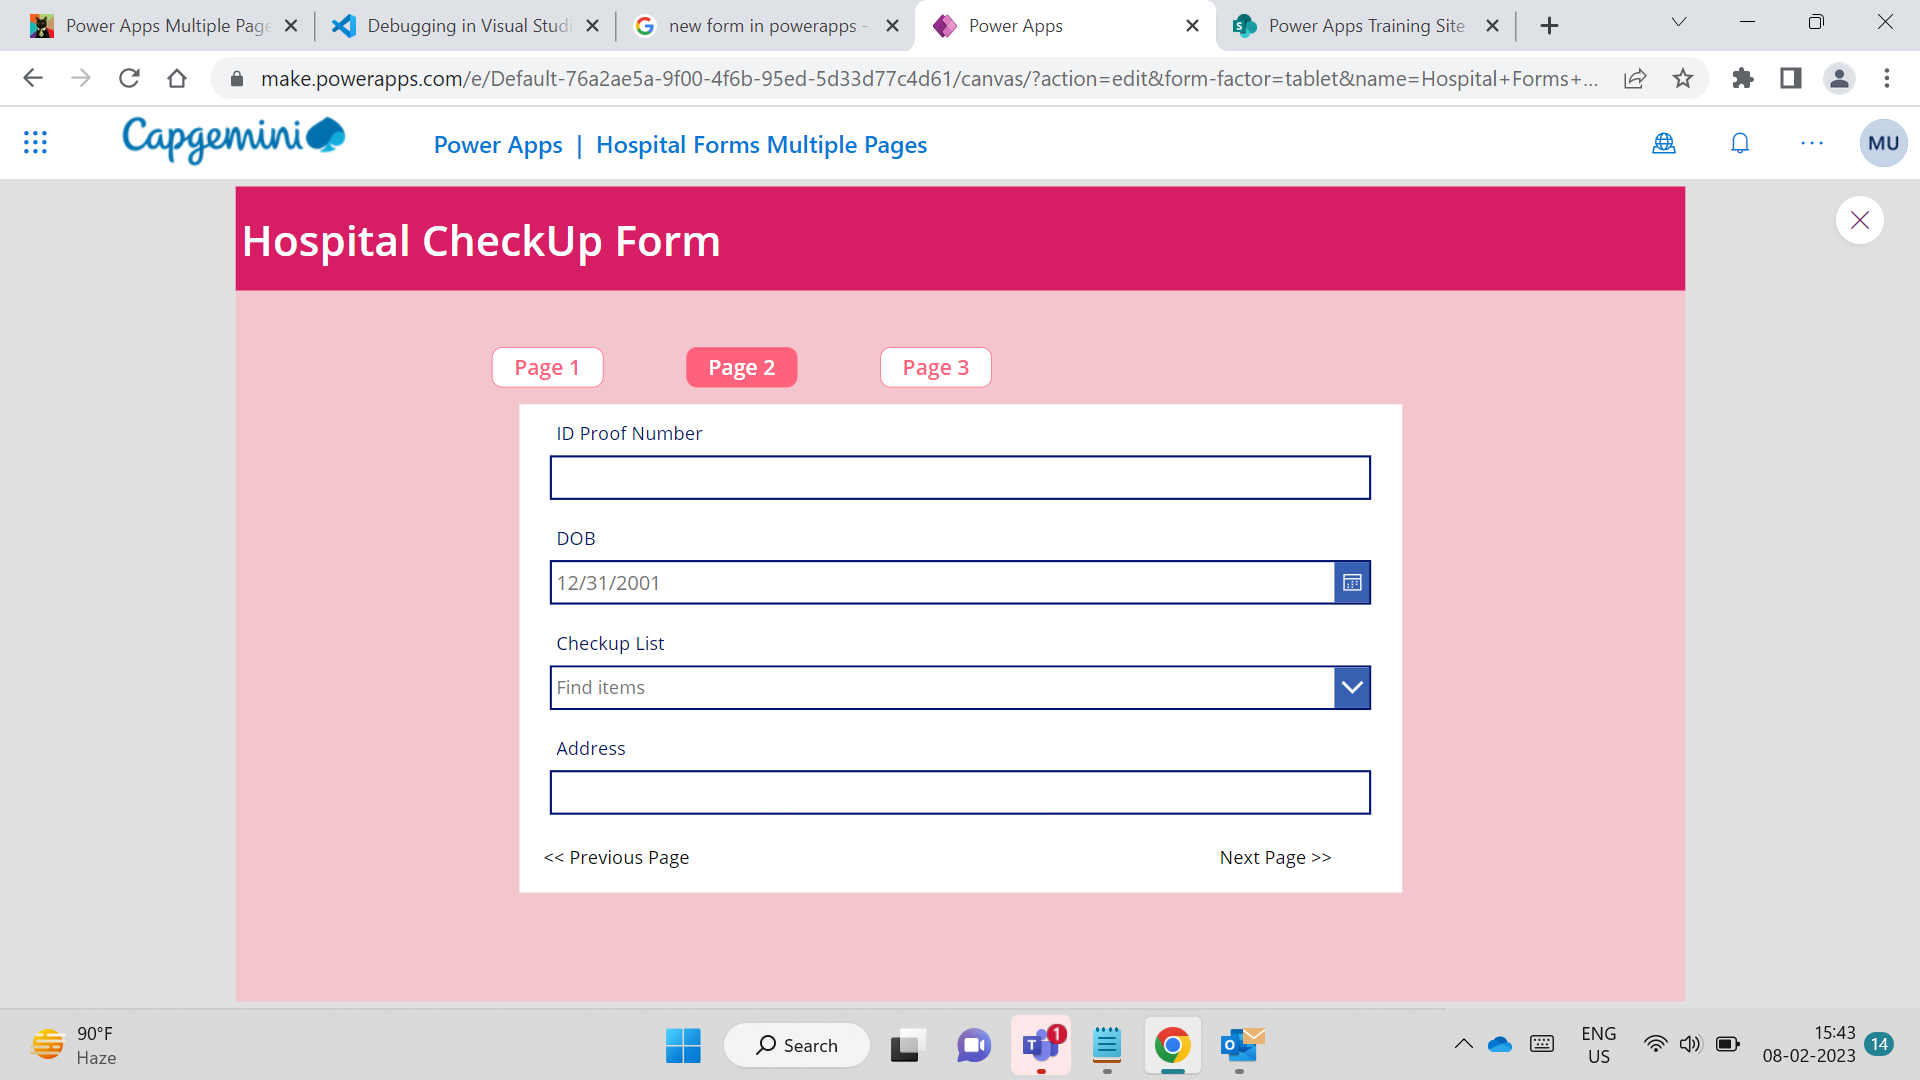 Power Apps Multiple Page
Debugging in Visual Studi
new form in powerapps -
Power Apps
Power Apps Training Site
make.powerapps.com/e/Default-76a2ae5a-9f00-4f6b-95ed-5d33d77c4d61/canvas/?action=edit&form-factor=tablet&name=Hospital+Forms+...
Capgemini
Power Apps | Hospital Forms Multiple Pages
MU
Hospital CheckUp Form
Page 1
Page 2
Page 3
ID Proof Number
DOB
12/31/2001
Checkup List
Find items
Address
<< Previous Page
Next Page >>
90°F
Haze
Search
1
ENG
US
15:43
08-02-2023
14